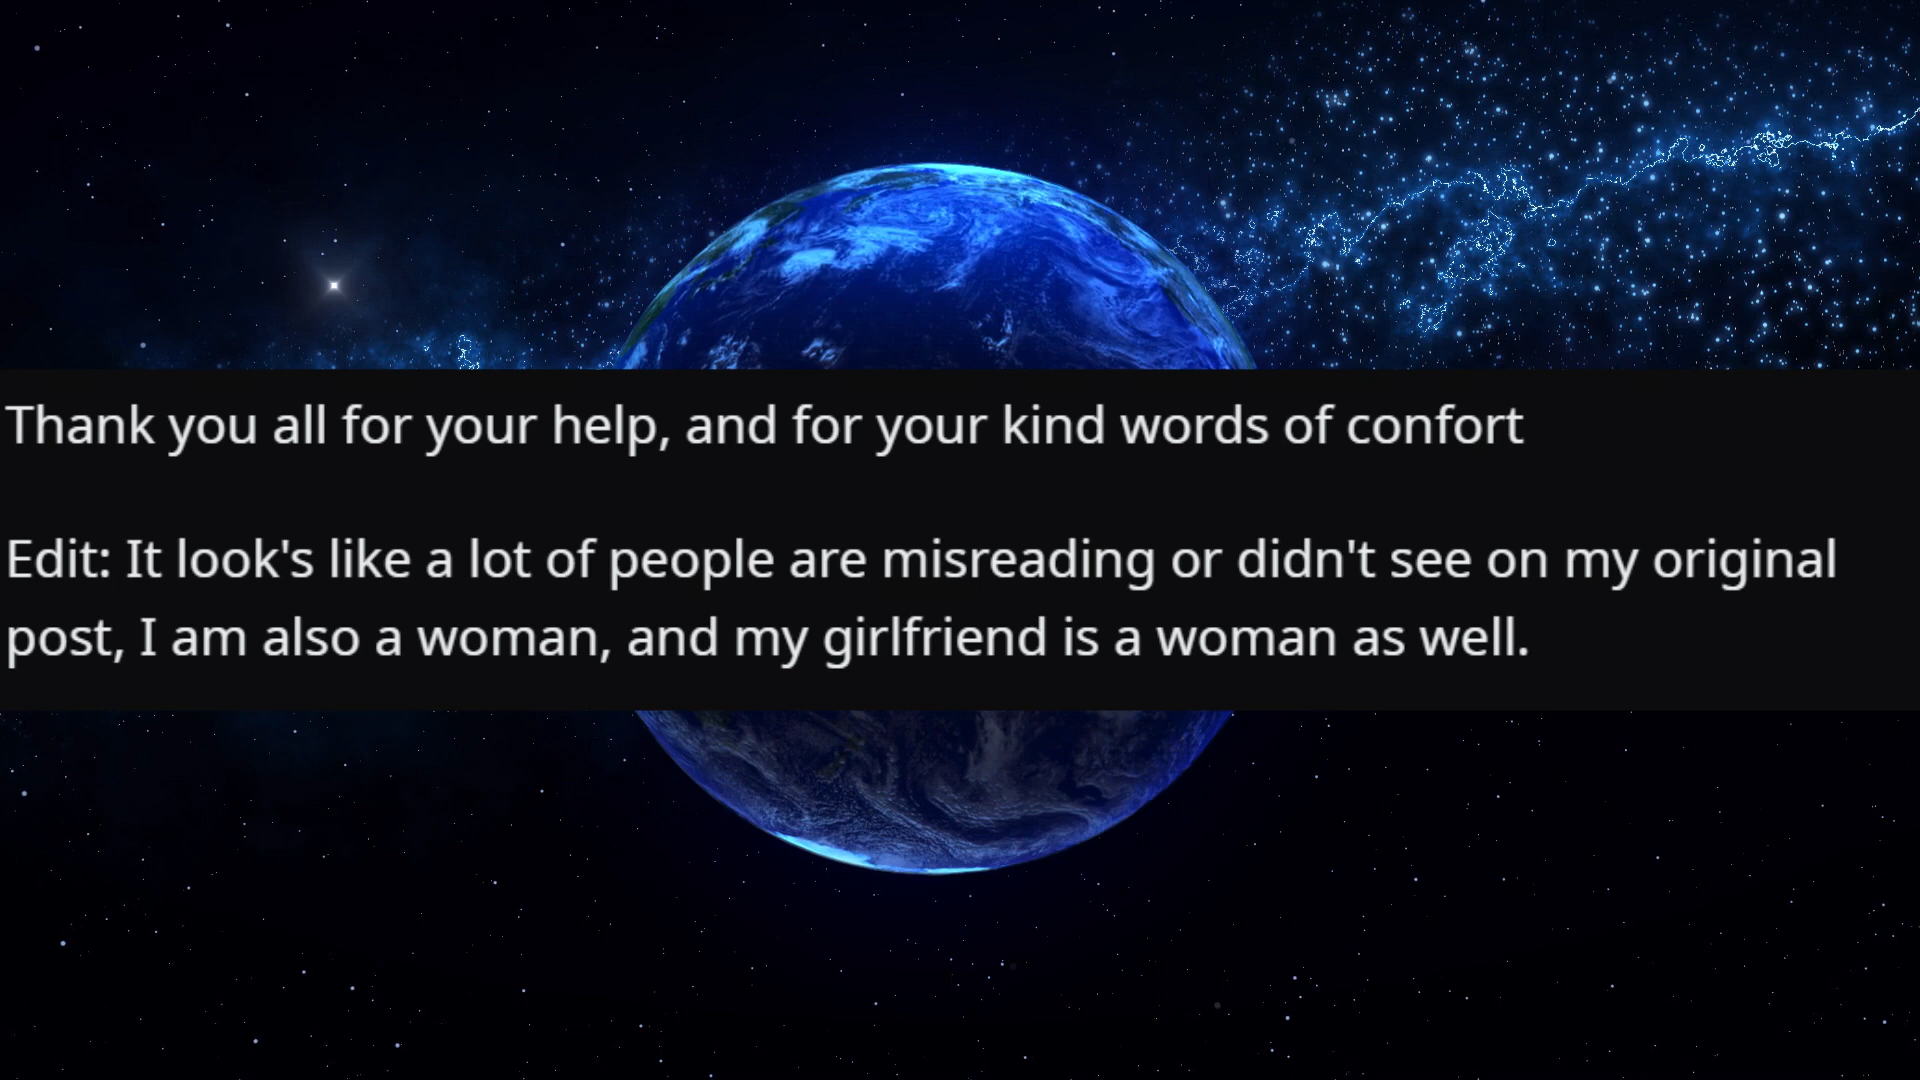 Thank you all for your help, and for your kind words of confort
Edit: It look's like a lot of people are misreading or didn't see on my original
post, I am also a woman, and my girlfriend is a woman as well.